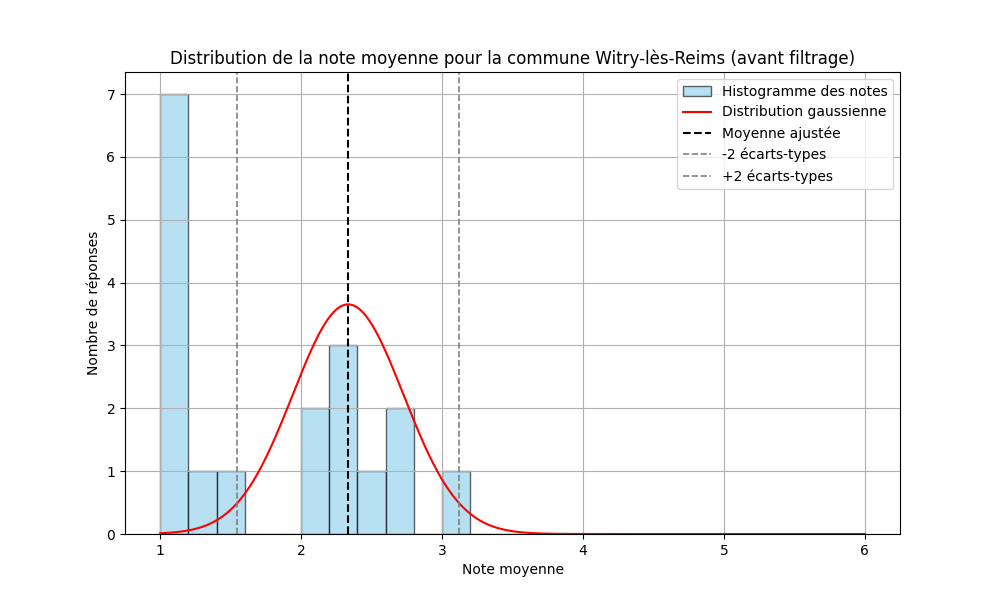 Distribution de la note moyenne pour la commune Witry-lès-Reims (avant filtrage)
Histogramme des notes
Distribution gaussienne
Moyenne ajustée
-2 écarts-types
+2 écarts-types
Nombre de réponses
7
6
5
4
3
2
1
0
1 2 3 4 5 6
Note moyenne